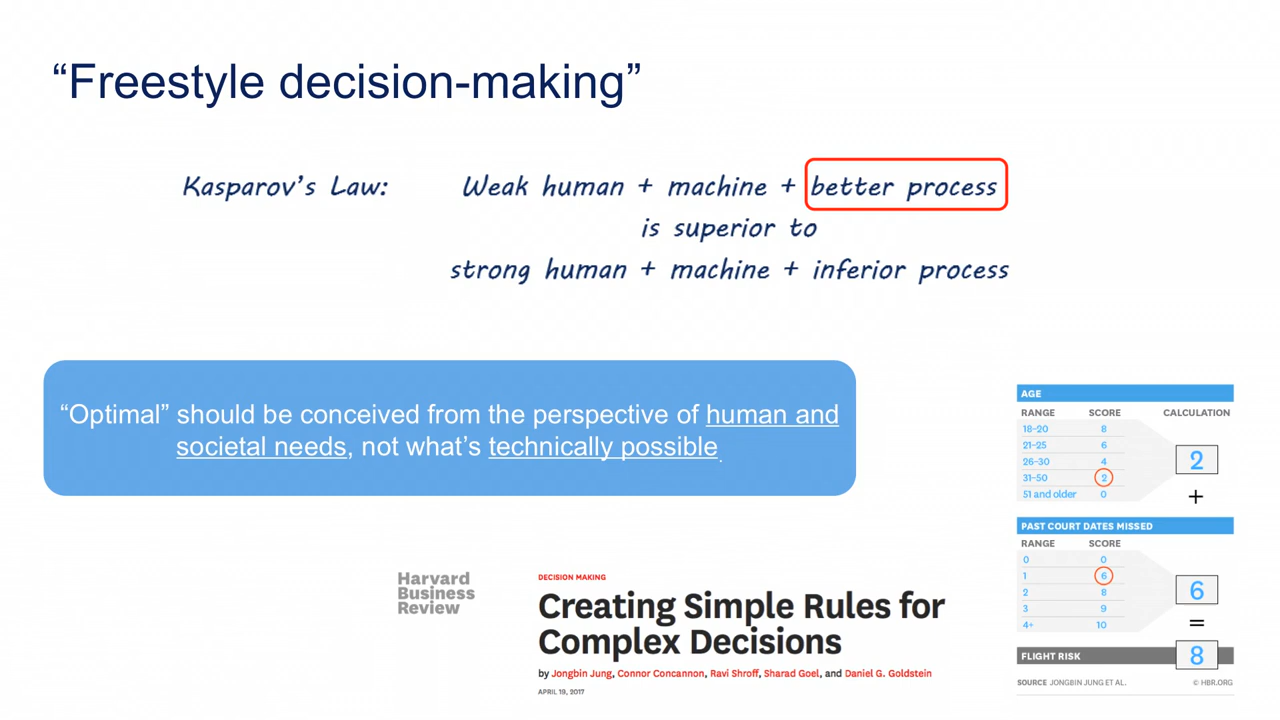 “Freestyle decision-making”
Kasparov’s Law: Weak human + machine + better process
is superior to
strong human + machine + inferior process
“Optimal” should be conceived from the perspective of human and
societal needs, not what’s technically possible.
Harvard
Business
Review
DECISION MAKING
Creating Simple Rules for
Complex Decisions
by Jongbin Jung, Connor Concannon, Ravi Shroff, Sharad Goel, and Daniel G. Goldstein
APRIL 19, 2017
AGE
RANGE SCORE CALCULATION
18-20 8
21-25 6
26-30 4
31-50 2
51 and older 0
2
+
PAST COURT DATES MISSED
RANGE SCORE
0 0
1 6
2 8
3 9
4+ 10
6
=
FLIGHT RISK 8
SOURCE JONGBIN JUNG ET AL. © HBR.ORG